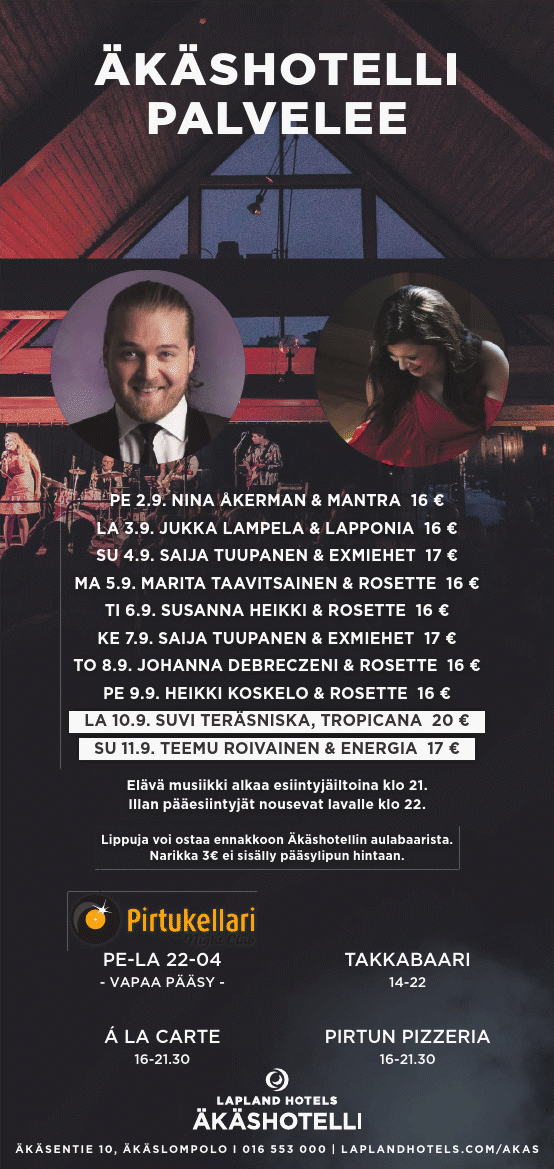 ÄKÄSHOTELLI
PALVELEE
PE 2.9. NINA ÅKERMAN & MANTRA 16 €
LA 3.9. JUKKA LAMPELA & LAPPONIA 16 €
SU 4.9. SAIJA TUUPANEN & EXMIEHET 17 €
MA 5.9. MARITA TAAVITSAINEN & ROSETTE 16 €
TI 6.9. SUSANNA HEIKKI & ROSETTE 16 €
KE 7.9. SAIJA TUUPANEN & EXMIEHET 17 €
TO 8.9. JOHANNA DEBRECZENI & ROSETTE 16 €
PE 9.9. HEIKKI KOSKELO & ROSETTE 16 €
LA 10.9. SUVI TERÄSNISKA, TROPICANA 20 €
SU 11.9. TEEMU ROIVAINEN & ENERGIA 17 €
Elävä musiikki alkaa esiintyjäiltoina klo 21.
Illan pääesiintyjät nousevat lavalle klo 22.
Lippuja voi ostaa ennakkoon Äkäshotellin aulabaarista.
Narikka 3€ ei sisälly pääsylipun hintaan.
Pirtukellari
Night Club
PE-LA 22-04
- VAPAA PÄÄSY -
TAKKABAARI
14-22
Á LA CARTE
16-21.30
PIRTUN PIZZERIA
16-21.30
LAPLAND HOTELS
ÄKÄSHOTELLI
ÄKÄSENTIE 10, ÄKÄSLOMPOLO I 016 553 000 | LAPLANDHOTELS.COM/AKAS